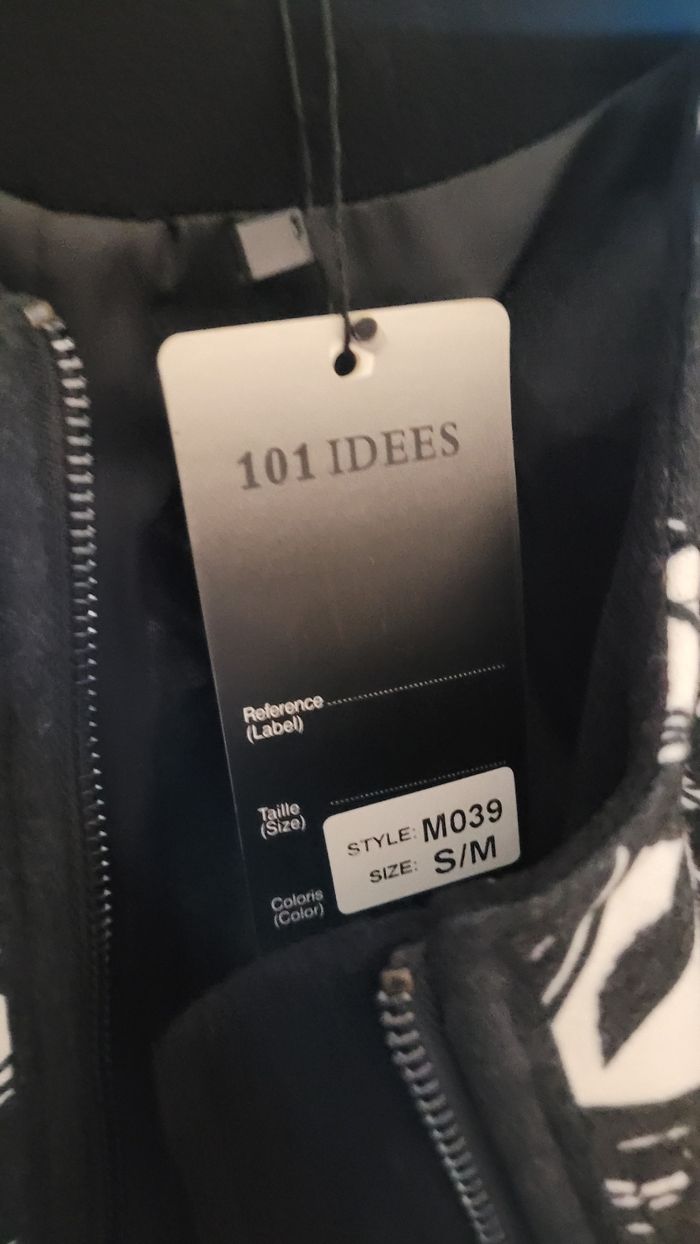 101 IDEES
Reference
(Label)
Taille
(Size)
STYLE: M039
SIZE: S/M
Coloris
(Color)